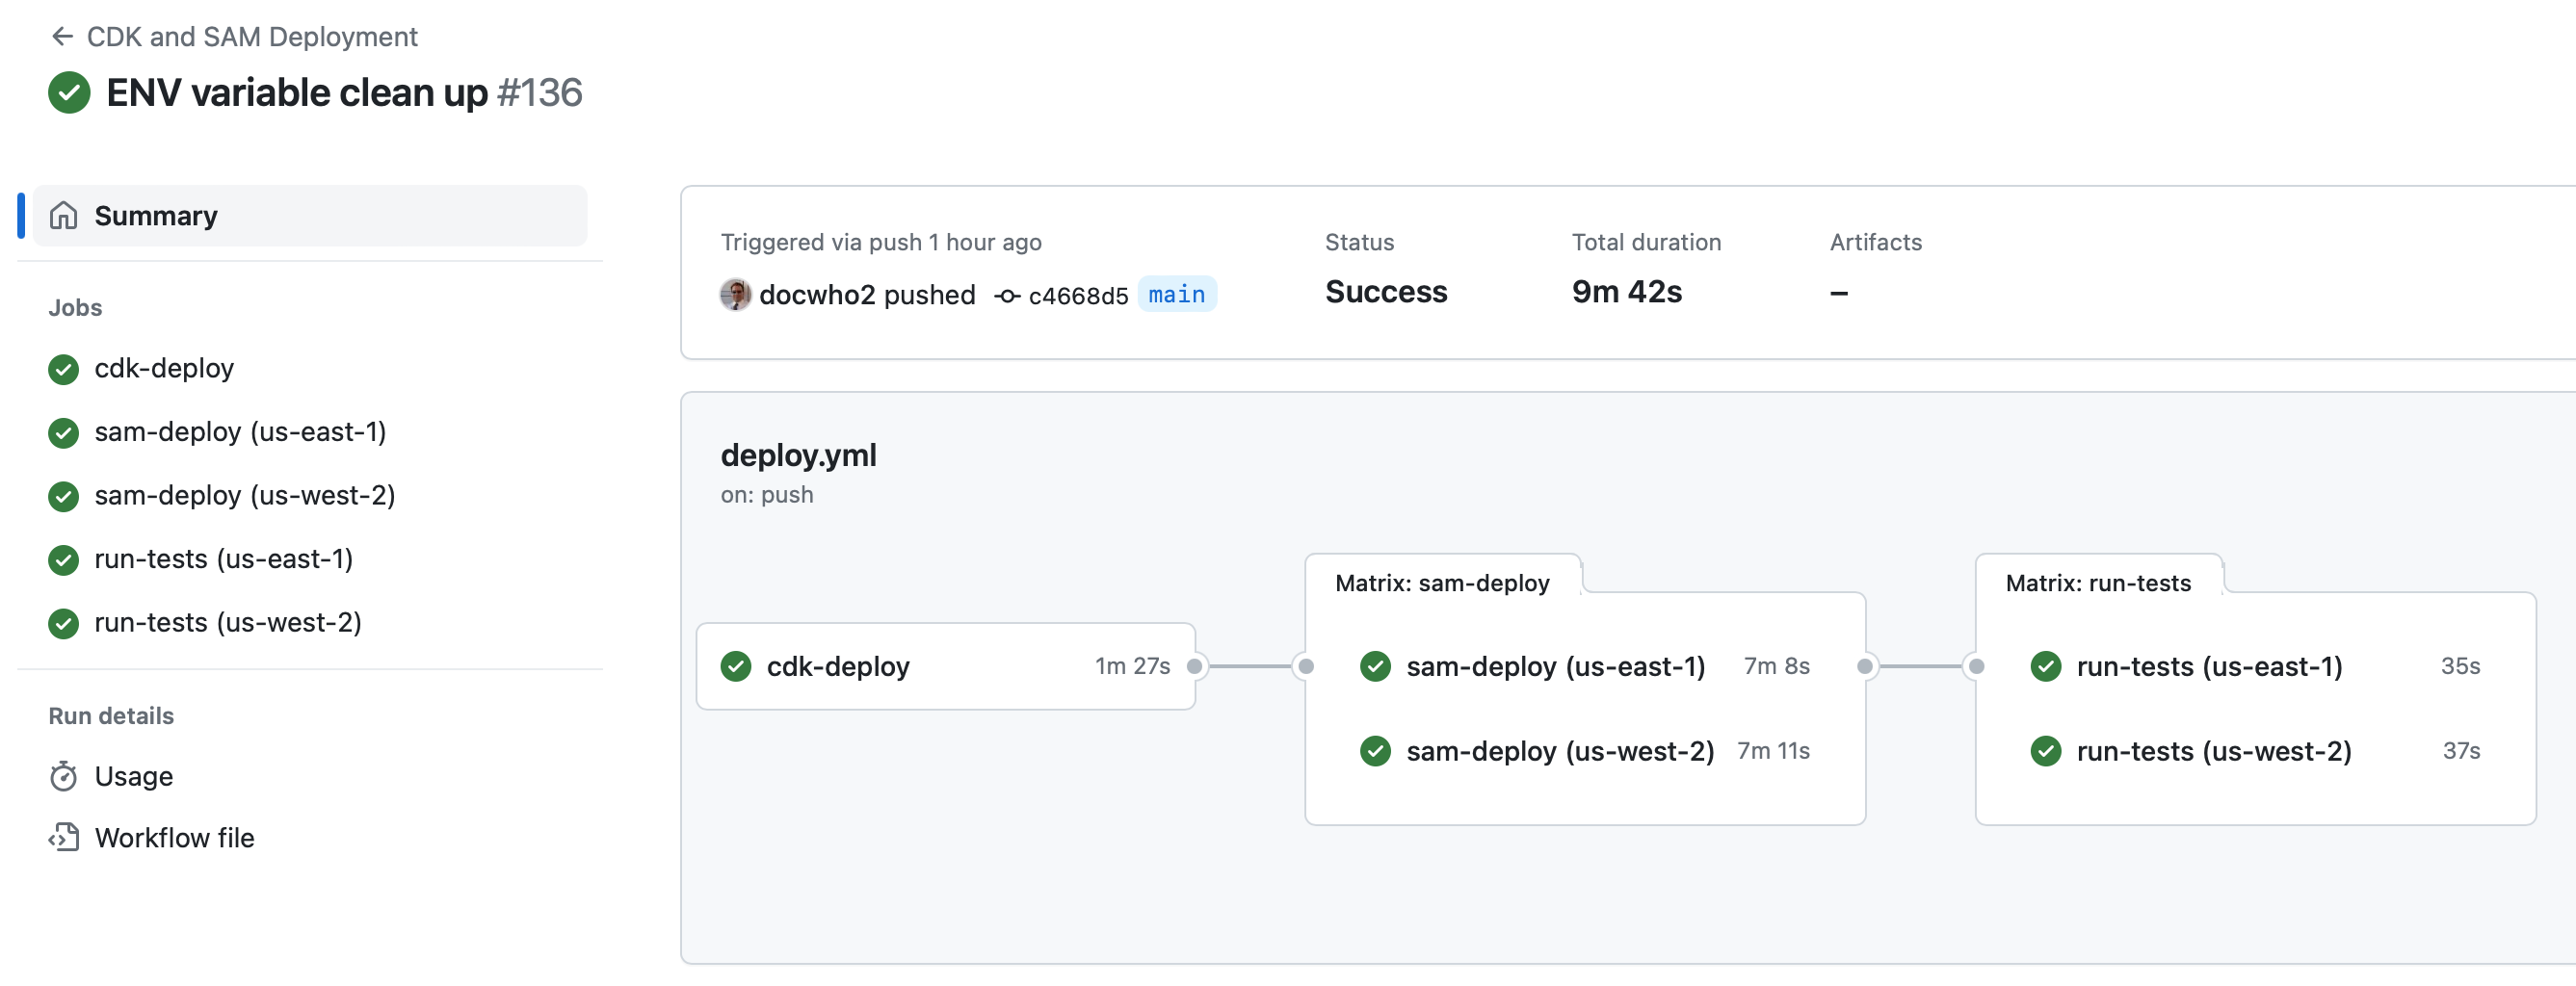 CDK and SAM Deployment
ENV variable clean up #136
Summary
Jobs
cdk-deploy
sam-deploy (us-east-1)
sam-deploy (us-west-2)
run-tests (us-east-1)
run-tests (us-west-2)
Run details
Usage
Workflow file
Triggered via push 1 hour ago
docwho2 pushed c4668d5 main
Status
Success
Total duration
9m 42s
Artifacts
–
deploy.yml
on: push
cdk-deploy 1m 27s
Matrix: sam-deploy
sam-deploy (us-east-1) 7m 8s
sam-deploy (us-west-2) 7m 11s
Matrix: run-tests
run-tests (us-east-1) 35s
run-tests (us-west-2) 37s